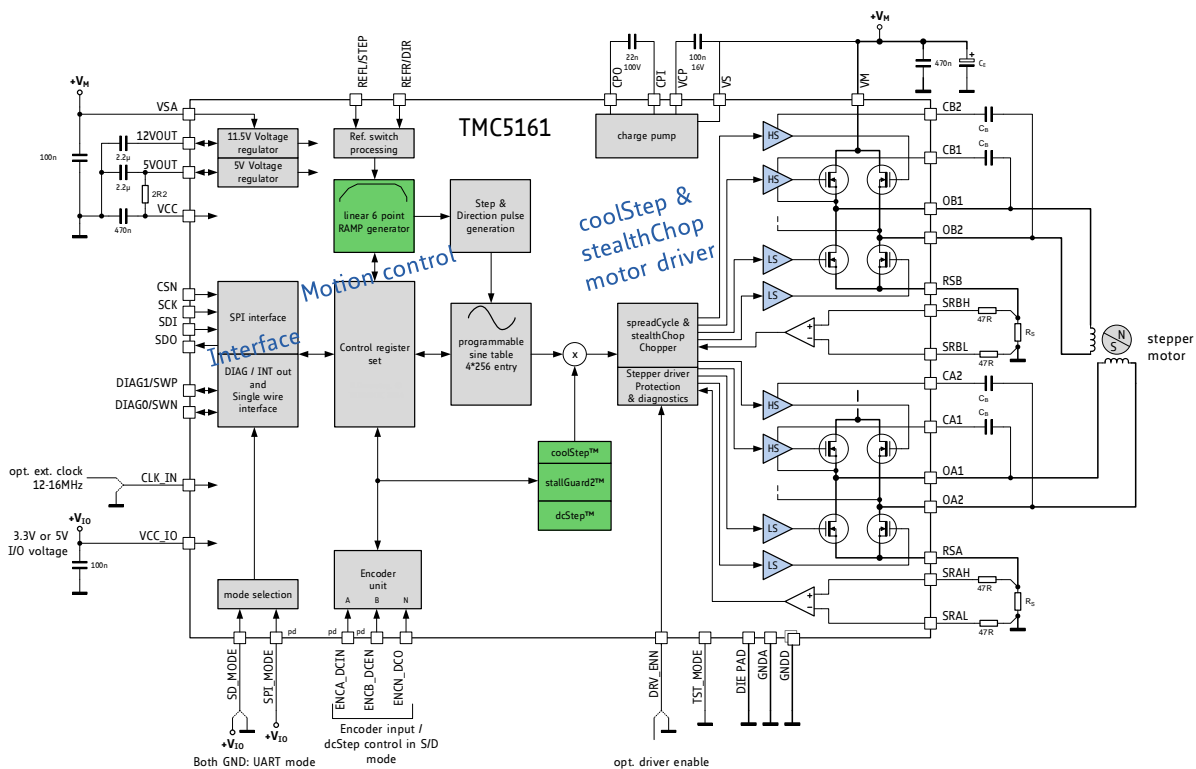 +VM
+VM
REFL/STEP
REFR/DIR
22n
100V
100n
16V
470n
CE
CPO
CPI
VCP
VS
VM
VSA
12VOUT
5VOUT
VCC
100n
2.2µ
2.2µ
2R2
470n
11.5V Voltage
regulator
5V Voltage
regulator
Ref. switch
processing
TMC5161
charge pump
linear 6 point
RAMP generator
Step &
Direction pulse
generation
coolStep &
stealthChop
motor driver
Motion control
Interface
HS
HS
LS
LS
CB2
CB
CB1
CB
OB1
OB2
RSB
SRBH
47R
RS
SRBL
47R
N
S
stepper
motor
CSN
SCK
SDI
SDO
DIAG1/SWP
DIAG0/SWN
SPI interface
DIAG / INT out
and
Single wire
interface
Control register
set
programmable
sine table
4*256 entry
x
spreadCycle &
stealthChop
Chopper
Stepper driver
Protection
& diagnostics
+
-
HS
HS
LS
LS
CA2
CB
CA1
CB
OA1
OA2
RSA
SRAH
47R
RS
SRAL
47R
+
-
coolStep™
stallGuard2™
dcStep™
opt. ext. clock
12-16MHz
CLK_IN
+VIO
3.3V or 5V
I/O voltage
VCC_IO
100n
mode selection
Encoder
unit
A
B
N
pd
pd
pd
SD_MODE
SPI_MODE
ENCA_DCIN
ENCB_DCEN
ENCN_DCO
DRV_ENN
TST_MODE
DIE PAD
GNDA
GNDD
+VIO
+VIO
Both GND: UART mode
Encoder input /
dcStep control in S/D
mode
opt. driver enable